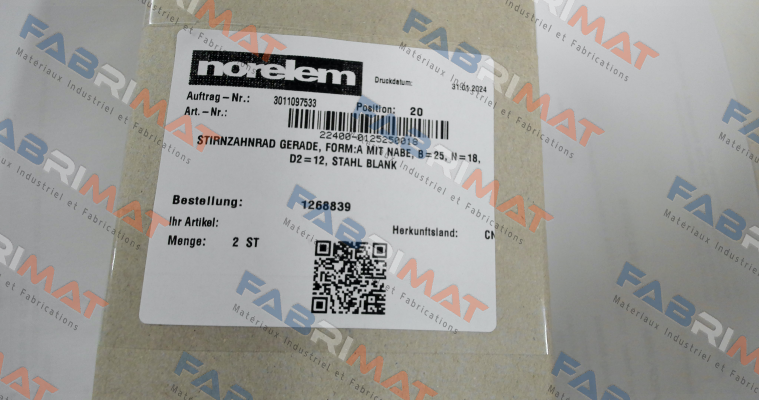 norelem
Druckdatum: 31.01.2024
Auftrag-Nr.: 3011097533 Position: 20
Art.-Nr.:
22400-0125250018
STIRNZAHNRAD GERADE, FORM:A MIT NABE, B=25, N=18,
D2=12, STAHL BLANK
Bestellung: 1268839
Ihr Artikel:
Herkunftsland: CN
Menge: 2 ST
FABRIMAT
Materiaux Industriel et Fabrications